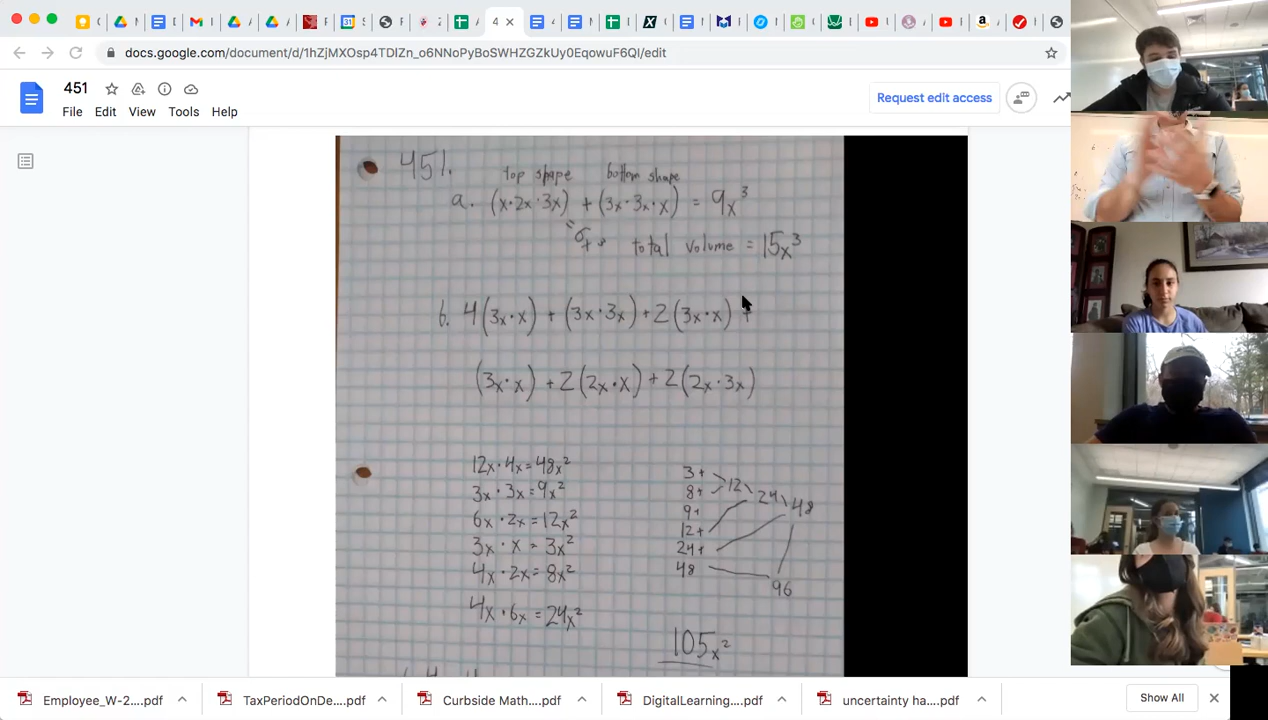 4
docs.google.com/document/d/1hZjMXOsp4TDIZn_o6NNoPyBoSWHZGZkUy0EqowuF6QI/edit
451
Request edit access
File Edit View Tools Help
451.
top shape bottom shape
a. (x·2x·3x) + (3x·3x·x) = 9x³
total volume = 15x³
b. 4(3x·x) + (3x·3x) + 2(3x·x) +
(3x·x) + 2(2x·x) + 2(2x·3x)
12x·4x=48x²
3x·3x=9x²
6x·2x=12x²
3x·x=3x²
4x·2x=8x²
4x·6x=24x²
3+
8+ 12
9+ 24 48
12+
24+
48 96
105x²
Employee_W-2....pdf
TaxPeriodOnDe....pdf
Curbside Math....pdf
DigitalLearning....pdf
uncertainty ha....pdf
Show All